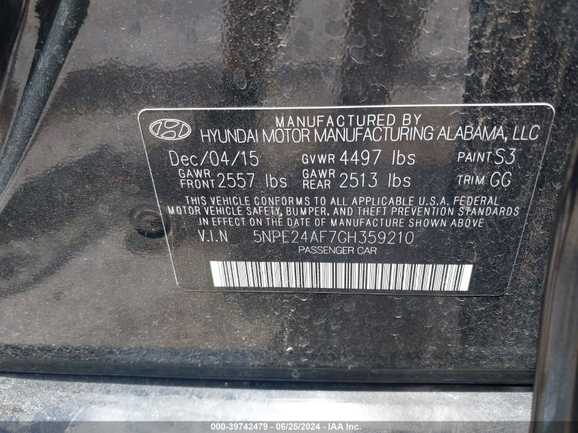 MANUFACTURED BY
HYUNDAI MOTOR MANUFACTURING ALABAMA, LLC
Dec/04/15 GVWR 4497 lbs PAINT S3
GAWR FRONT 2557 lbs GAWR REAR 2513 lbs TRIM GG
THIS VEHICLE CONFORMS TO ALL APPLICABLE U.S.A. FEDERAL
MOTOR VEHICLE SAFETY, BUMPER, AND THEFT PREVENTION STANDARDS
IN EFFECT ON THE DATE OF MANUFACTURE SHOWN ABOVE
V.I.N 5NPE24AF7GH359210
PASSENGER CAR
000-39742479 - 06/25/2024 - IAA Inc.